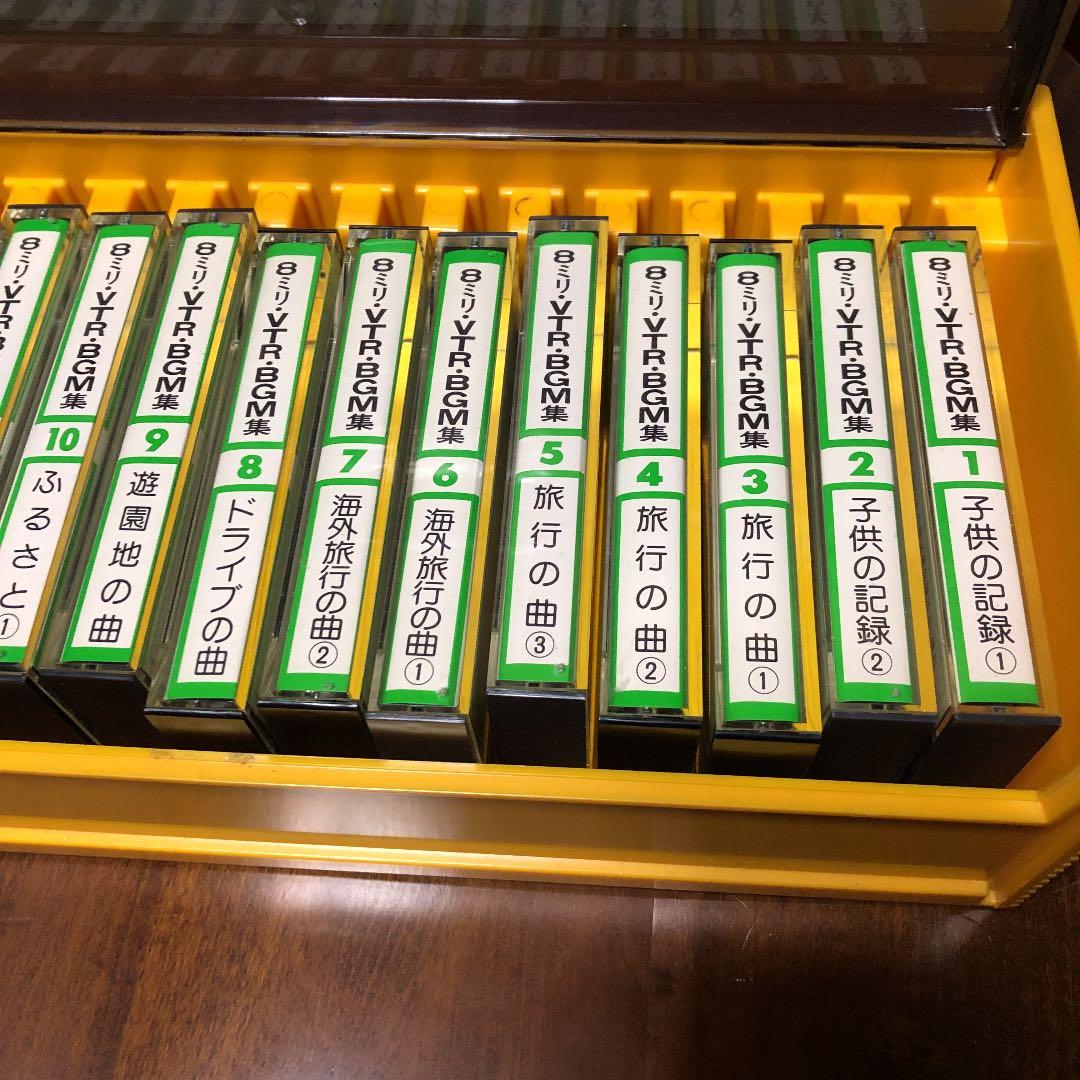 8ミリ・VTR・BGM集
1
子供の記録①
8ミリ・VTR・BGM集
2
子供の記録②
8ミリ・VTR・BGM集
3
旅行の曲①
8ミリ・VTR・BGM集
4
旅行の曲②
8ミリ・VTR・BGM集
5
旅行の曲③
8ミリ・VTR・BGM集
6
海外旅行の曲①
8ミリ・VTR・BGM集
7
海外旅行の曲②
8ミリ・VTR・BGM集
8
ドライブの曲
8ミリ・VTR・BGM集
9
遊園地の曲
8ミリ・VTR・BGM集
10
ふるさと①
8ミリ・VTR・B